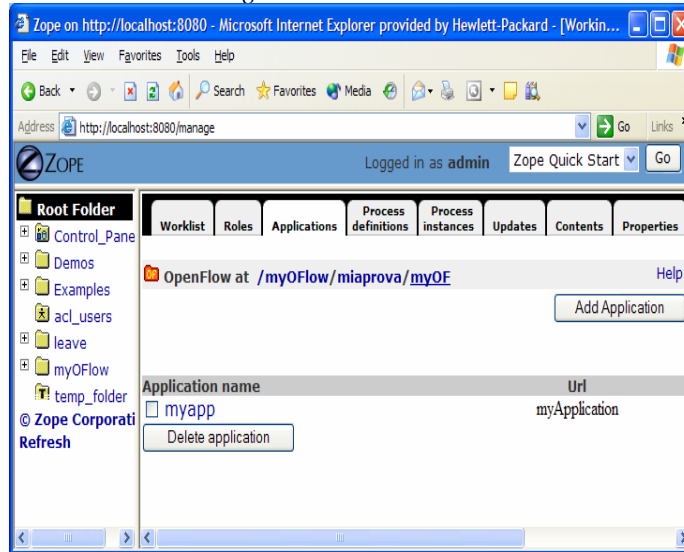 Zope on http://localhost:8080 - Microsoft Internet Explorer provided by Hewlett-Packard - [Workin...
File Edit View Favorites Tools Help
Back Search Favorites Media
Address http://localhost:8080/manage Go Links
ZOPE Logged in as admin Zope Quick Start Go
Root Folder
Control_Pane
Demos
Examples
acl_users
leave
myOFlow
temp_folder
© Zope Corporati
Refresh
Worklist Roles Applications Process definitions Process instances Updates Contents Properties
OpenFlow at /myOFlow/miaprova/myOF Help
Add Application
Application name Url
myapp myApplication
Delete application